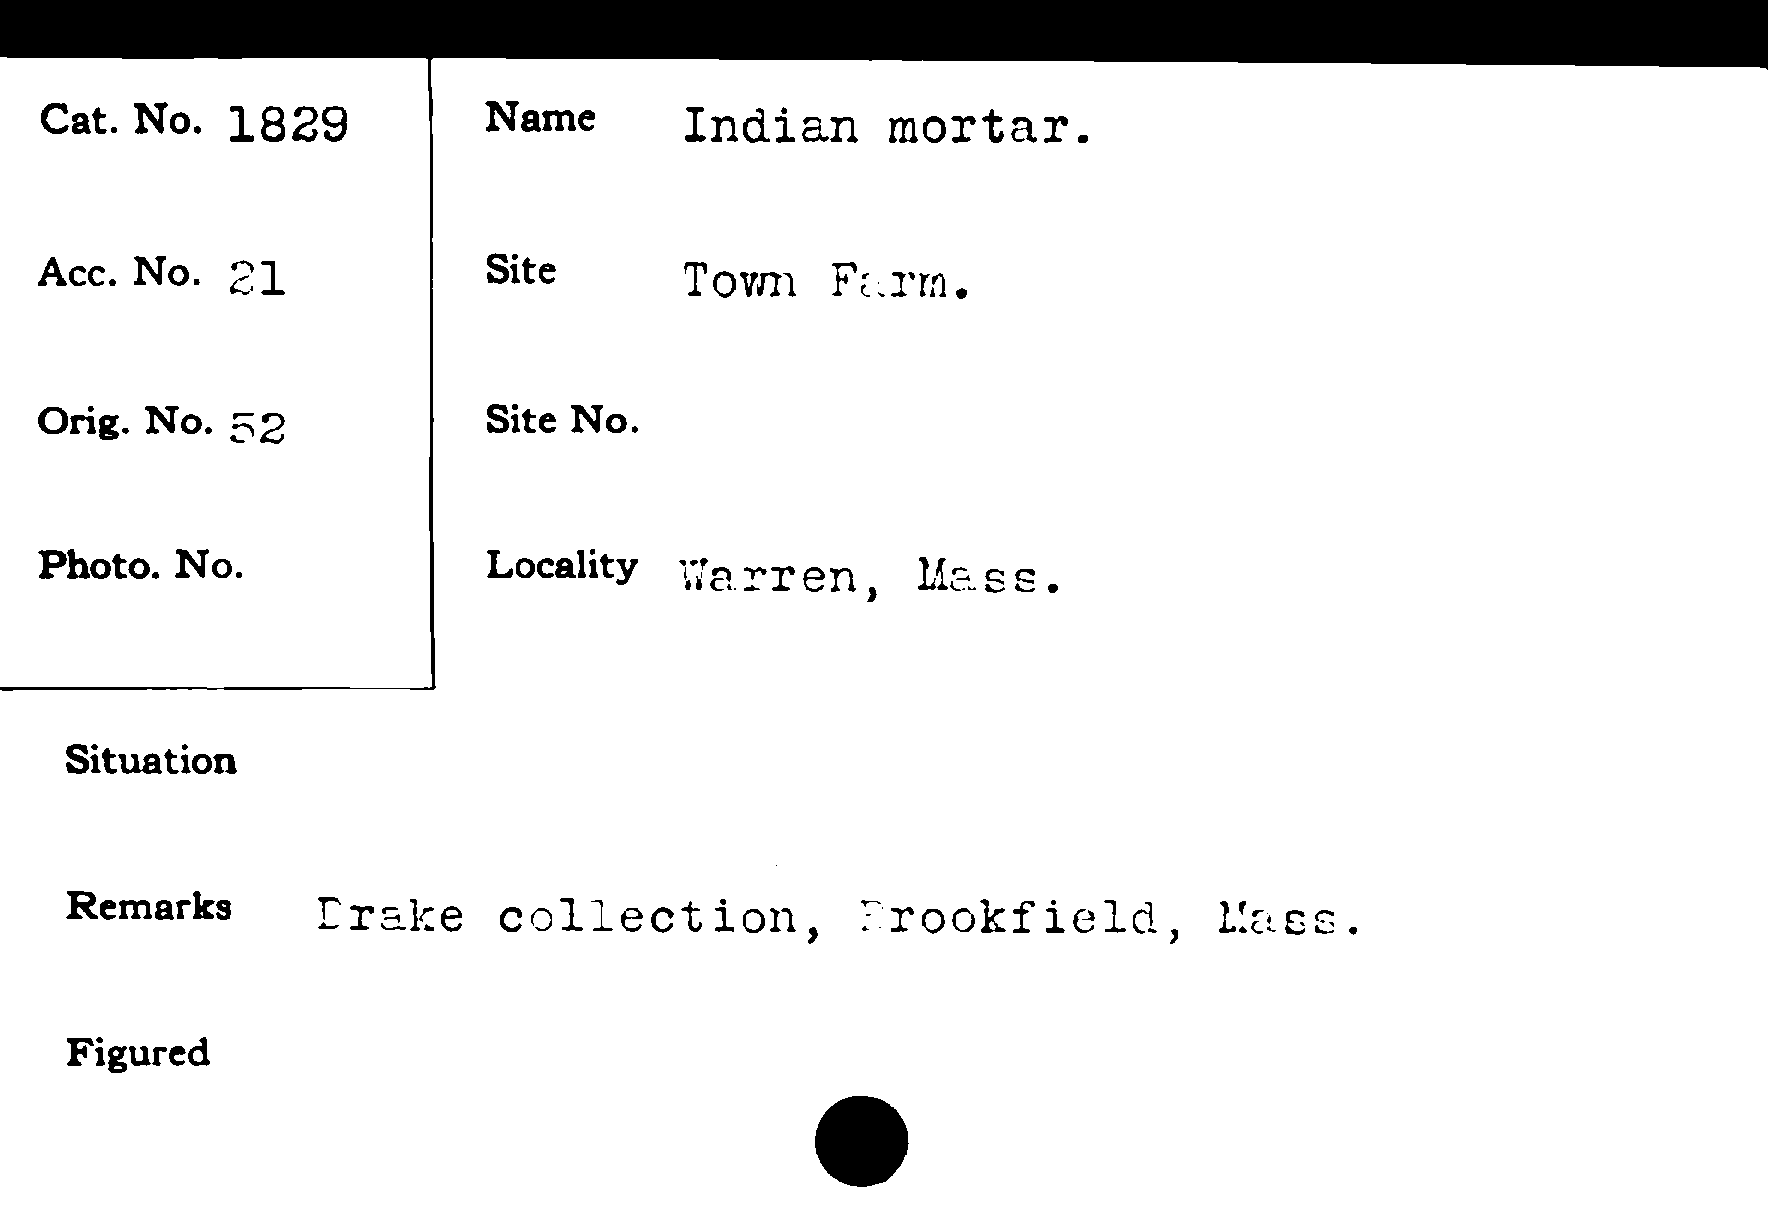 Cat. No. 1829
Name Indian mortar.
Acc. No. 21
Site Town Farm.
Orig. No. 52
Site No.
Photo. No.
Locality Warren, Mass.
Situation
Remarks Drake collection, Brookfield, Mass.
Figured